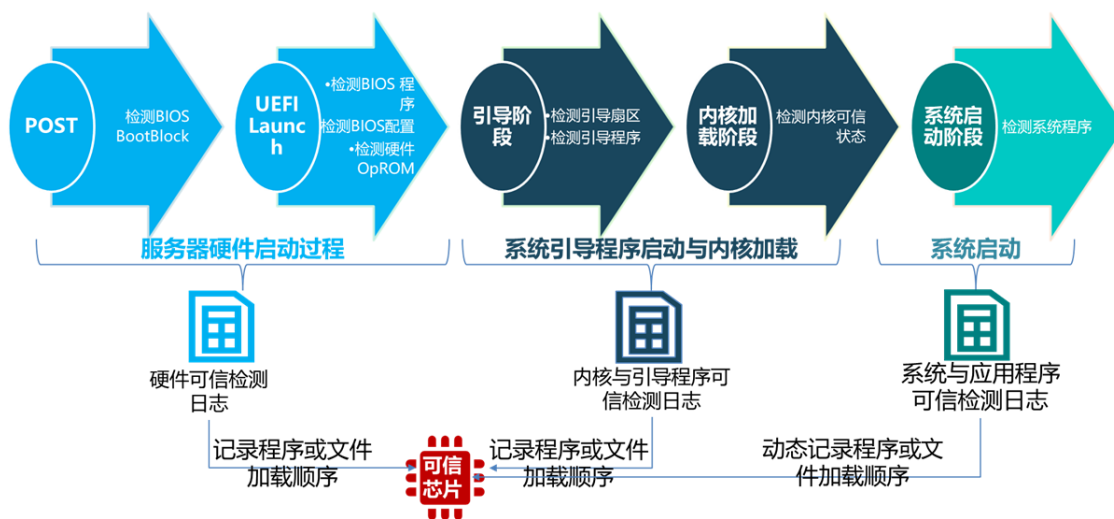 POST
检测BIOS
BootBlock
UEFI
Launc
h
•检测BIOS 程
序
检测BIOS配置
•检测硬件
OpROM
引导阶
段
•检测引导扇区
•检测引导程序
内核加
载阶段
检测内核可信
状态
系统启
动阶段
检测系统程序
服务器硬件启动过程
系统引导程序启动与内核加载
系统启动
硬件可信检测
日志
内核与引导程序可
信检测日志
系统与应用程序
可信检测日志
记录程序或文件
加载顺序
可信
芯片
记录程序或文件
加载顺序
动态记录程序或文
件加载顺序